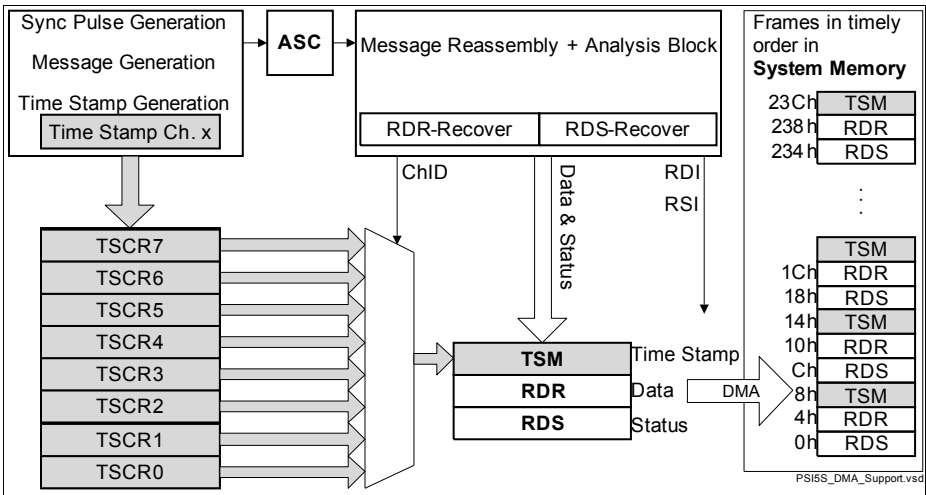 Sync Pulse Generation
Message Generation
Time Stamp Generation
Time Stamp Ch. x
ASC
Message Reassembly + Analysis Block
RDR-Recover
RDS-Recover
ChID
Data & Status
RDI
RSI
TSCR7
TSCR6
TSCR5
TSCR4
TSCR3
TSCR2
TSCR1
TSCR0
TSM
Time Stamp
RDR
Data
RDS
Status
DMA
Frames in timely
order in
System Memory
23Ch TSM
238h RDR
234h RDS
.
.
.
TSM
1Ch RDR
18h RDS
14h TSM
10h RDR
Ch RDS
8h TSM
4h RDR
0h RDS
PSI5S_DMA_Support.vsd